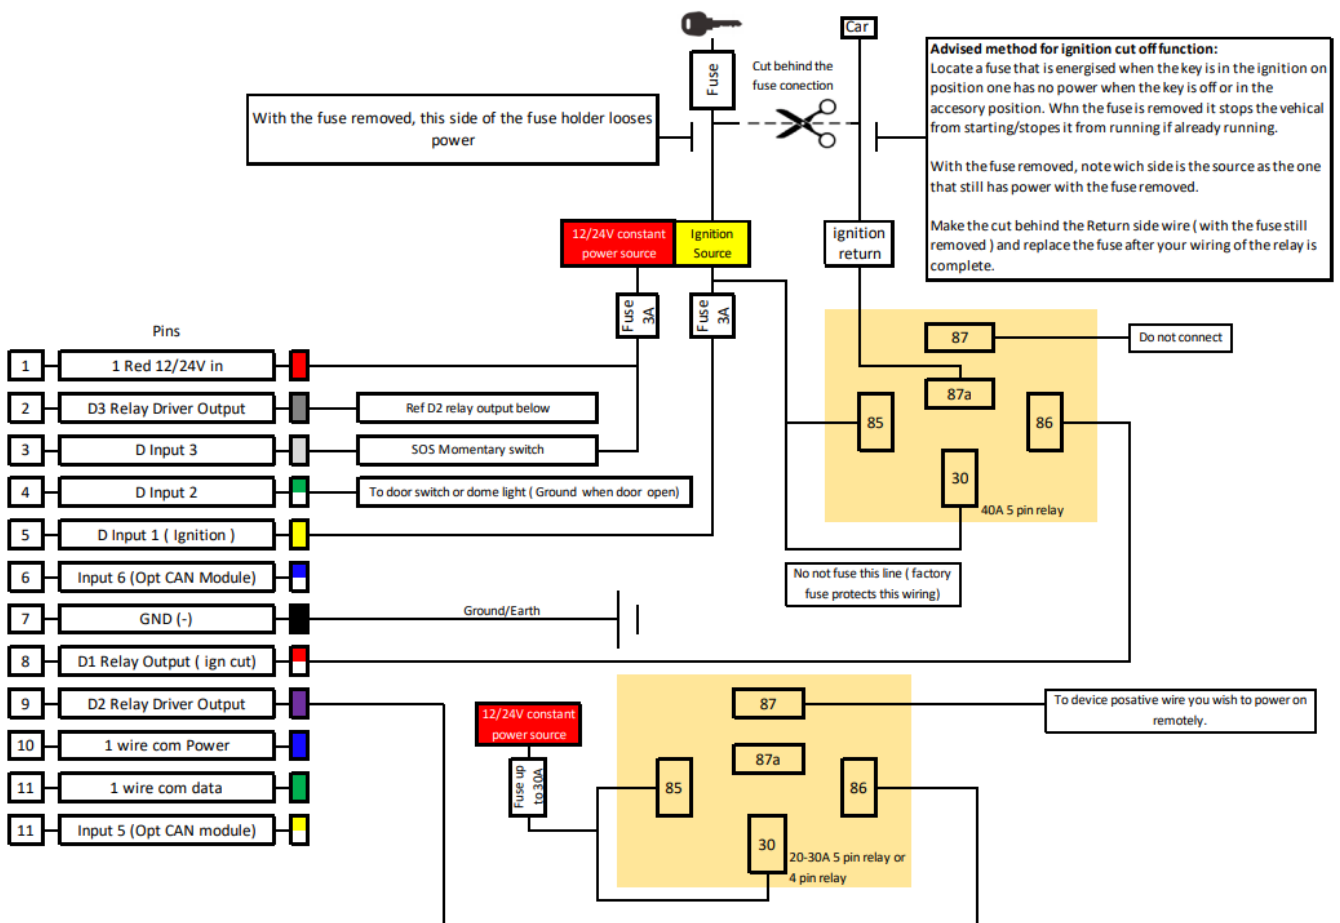 Car
Fuse
Cut behind the
fuse conection
Advised method for ignition cut off function:
Locate a fuse that is energised when the key is in the ignition on
position one has no power when the key is off or in the
accesory position. Whn the fuse is removed it stops the vehical
from starting/stopes it from running if already running.
With the fuse removed, note wich side is the source as the one
that still has power with the fuse removed.
Make the cut behind the Return side wire ( with the fuse still
removed ) and replace the fuse after your wiring of the relay is
complete.
With the fuse removed, this side of the fuse holder looses
power
12/24V constant
power source
Ignition
Source
ignition
return
Fuse
3A
Fuse
3A
Pins
1
1 Red 12/24V in
2
D3 Relay Driver Output
Ref D2 relay output below
3
D Input 3
SOS Momentary switch
4
D Input 2
To door switch or dome light ( Ground when door open)
5
D Input 1 ( Ignition )
6
Input 6 (Opt CAN Module)
7
GND (-)
Ground/Earth
8
D1 Relay Output ( ign cut)
9
D2 Relay Driver Output
10
1 wire com Power
11
1 wire com data
11
Input 5 (Opt CAN module)
87
Do not connect
87a
85
86
30
40A 5 pin relay
No not fuse this line ( factory
fuse protects this wiring)
12/24V constant
power source
Fuse up
to 30A
87
To device posative wire you wish to power on
remotely.
87a
85
86
30
20-30A 5 pin relay or
4 pin relay